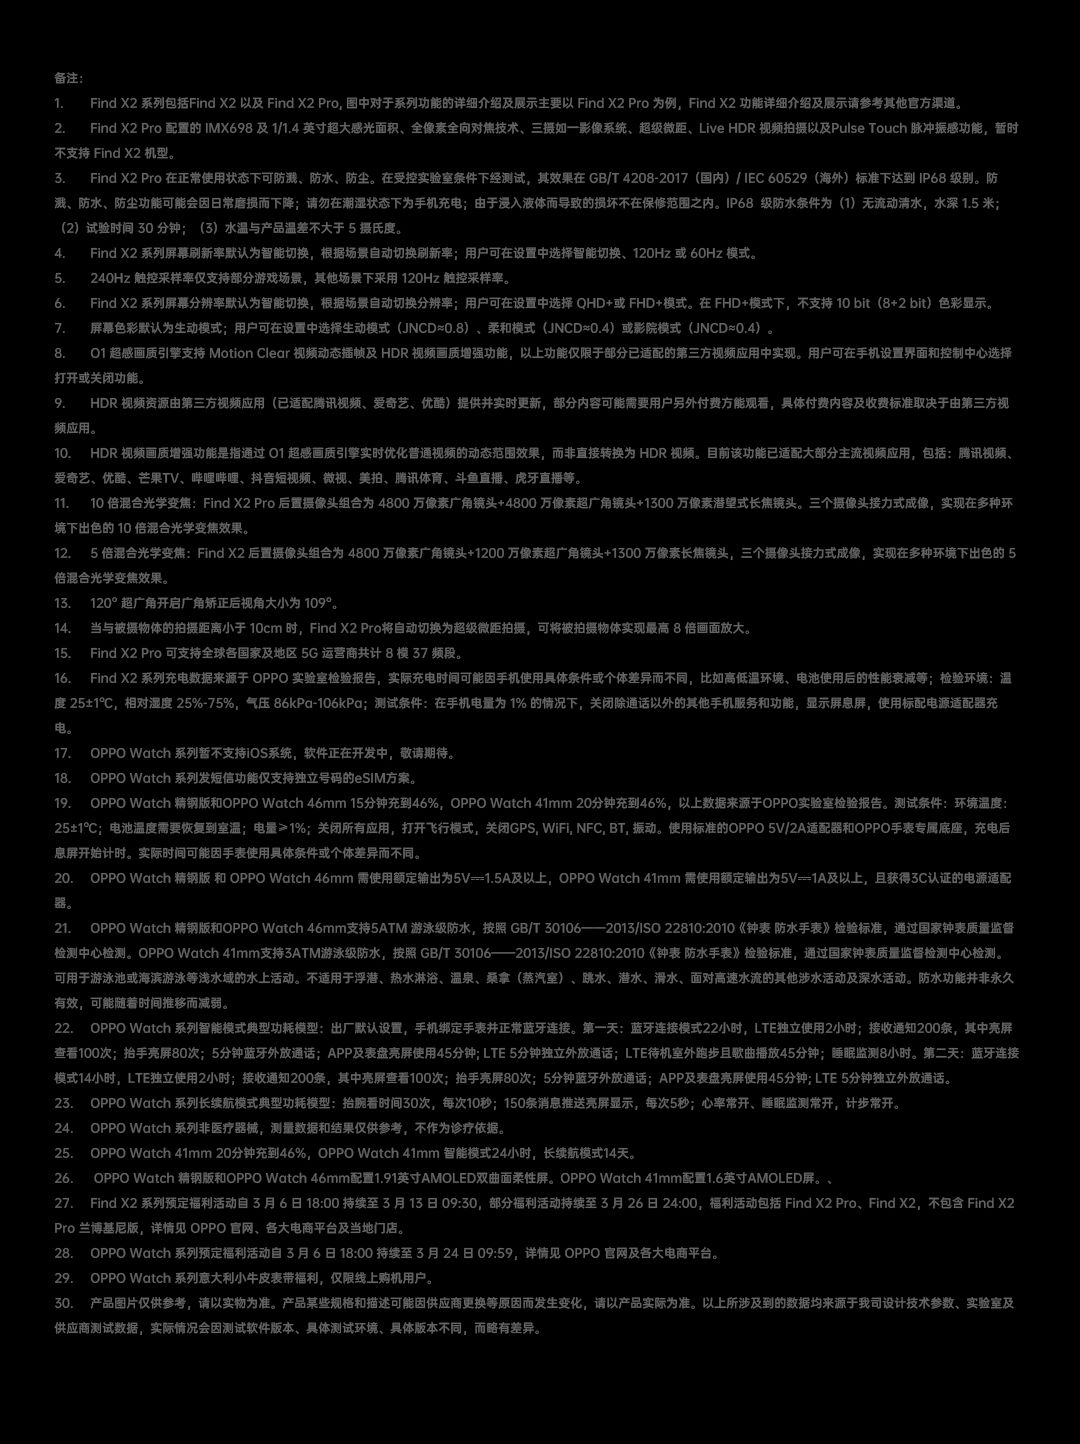 备注：
1. Find X2 系列包括Find X2 以及 Find X2 Pro, 图中对于系列功能的详细介绍及展示主要以 Find X2 Pro 为例，Find X2 功能详细介绍及展示请参考其他官方渠道。
2. Find X2 Pro 配置的 IMX698 及 1/1.4 英寸超大感光面积、全像素全向对焦技术、三摄如一影像系统、超级微距、Live HDR 视频拍摄以及Pulse Touch 脉冲振感功能，暂时
不支持 Find X2 机型。
3. Find X2 Pro 在正常使用状态下可防溅、防水、防尘。在受控实验室条件下经测试，其效果在 GB/T 4208-2017（国内）/ IEC 60529（海外）标准下达到 IP68 级别。防
溅、防水、防尘功能可能会因日常磨损而下降；请勿在潮湿状态下为手机充电；由于浸入液体而导致的损坏不在保修范围之内。IP68 级防水条件为（1）无流动清水，水深 1.5 米；
（2）试验时间 30 分钟；（3）水温与产品温差不大于 5 摄氏度。
4. Find X2 系列屏幕刷新率默认为智能切换，根据场景自动切换刷新率；用户可在设置中选择智能切换、120Hz 或 60Hz 模式。
5. 240Hz 触控采样率仅支持部分游戏场景，其他场景下采用 120Hz 触控采样率。
6. Find X2 系列屏幕分辨率默认为智能切换，根据场景自动切换分辨率；用户可在设置中选择 QHD+或 FHD+模式。在 FHD+模式下，不支持 10 bit（8+2 bit）色彩显示。
7. 屏幕色彩默认为生动模式；用户可在设置中选择生动模式（JNCD≈0.8）、柔和模式（JNCD≈0.4）或影院模式（JNCD≈0.4）。
8. O1 超感画质引擎支持 Motion Clear 视频动态插帧及 HDR 视频画质增强功能，以上功能仅限于部分已适配的第三方视频应用中实现。用户可在手机设置界面和控制中心选择
打开或关闭功能。
9. HDR 视频资源由第三方视频应用（已适配腾讯视频、爱奇艺、优酷）提供并实时更新，部分内容可能需要用户另外付费方能观看，具体付费内容及收费标准取决于由第三方视
频应用。
10. HDR 视频画质增强功能是指通过 O1 超感画质引擎实时优化普通视频的动态范围效果，而非直接转换为 HDR 视频。目前该功能已适配大部分主流视频应用，包括：腾讯视频、
爱奇艺、优酷、芒果TV、哔哩哔哩、抖音短视频、微视、美拍、腾讯体育、斗鱼直播、虎牙直播等。
11. 10 倍混合光学变焦：Find X2 Pro 后置摄像头组合为 4800 万像素广角镜头+4800 万像素超广角镜头+1300 万像素潜望式长焦镜头。三个摄像头接力式成像，实现在多种环
境下出色的 10 倍混合光学变焦效果。
12. 5 倍混合光学变焦：Find X2 后置摄像头组合为 4800 万像素广角镜头+1200 万像素超广角镜头+1300 万像素长焦镜头，三个摄像头接力式成像，实现在多种环境下出色的 5
倍混合光学变焦效果。
13. 120° 超广角开启广角矫正后视角大小为 109°。
14. 当与被摄物体的拍摄距离小于 10cm 时，Find X2 Pro将自动切换为超级微距拍摄，可将被拍摄物体实现最高 8 倍画面放大。
15. Find X2 Pro 可支持全球各国家及地区 5G 运营商共计 8 模 37 频段。
16. Find X2 系列充电数据来源于 OPPO 实验室检验报告，实际充电时间可能因手机使用具体条件或个体差异而不同，比如高低温环境、电池使用后的性能衰减等；检验环境：温
度 25±1℃，相对湿度 25%-75%，气压 86kPa-106kPa；测试条件：在手机电量为 1% 的情况下，关闭除通话以外的其他手机服务和功能，显示屏息屏，使用标配电源适配器充
电。
17. OPPO Watch 系列暂不支持iOS系统，软件正在开发中，敬请期待。
18. OPPO Watch 系列发短信功能仅支持独立号码的eSIM方案。
19. OPPO Watch 精钢版和OPPO Watch 46mm 15分钟充到46%，OPPO Watch 41mm 20分钟充到46%，以上数据来源于OPPO实验室检验报告。测试条件：环境温度：
25±1℃；电池温度需要恢复到室温；电量≥1%；关闭所有应用，打开飞行模式，关闭GPS, WiFi, NFC, BT, 振动。使用标准的OPPO 5V/2A适配器和OPPO手表专属底座，充电后
息屏开始计时。实际时间可能因手表使用具体条件或个体差异而不同。
20. OPPO Watch 精钢版 和 OPPO Watch 46mm 需使用额定输出为5V⎓1.5A及以上，OPPO Watch 41mm 需使用额定输出为5V⎓1A及以上，且获得3C认证的电源适配
器。
21. OPPO Watch 精钢版和OPPO Watch 46mm支持5ATM 游泳级防水，按照 GB/T 30106——2013/ISO 22810:2010《钟表 防水手表》检验标准，通过国家钟表质量监督
检测中心检测。OPPO Watch 41mm支持3ATM游泳级防水，按照 GB/T 30106——2013/ISO 22810:2010《钟表 防水手表》检验标准，通过国家钟表质量监督检测中心检测。
可用于游泳池或海滨游泳等浅水域的水上活动。不适用于浮潜、热水淋浴、温泉、桑拿（蒸汽室）、跳水、潜水、滑水、面对高速水流的其他涉水活动及深水活动。防水功能并非永久
有效，可能随着时间推移而减弱。
22. OPPO Watch 系列智能模式典型功耗模型：出厂默认设置，手机绑定手表并正常蓝牙连接。第一天：蓝牙连接模式22小时，LTE独立使用2小时；接收通知200条，其中亮屏
查看100次；抬手亮屏80次；5分钟蓝牙外放通话；APP及表盘亮屏使用45分钟; LTE 5分钟独立外放通话；LTE待机室外跑步且歌曲播放45分钟；睡眠监测8小时。第二天：蓝牙连接
模式14小时，LTE独立使用2小时；接收通知200条，其中亮屏查看100次；抬手亮屏80次；5分钟蓝牙外放通话；APP及表盘亮屏使用45分钟; LTE 5分钟独立外放通话。
23. OPPO Watch 系列长续航模式典型功耗模型：抬腕看时间30次，每次10秒；150条消息推送亮屏显示，每次5秒；心率常开、睡眠监测常开，计步常开。
24. OPPO Watch 系列非医疗器械，测量数据和结果仅供参考，不作为诊疗依据。
25. OPPO Watch 41mm 20分钟充到46%，OPPO Watch 41mm 智能模式24小时，长续航模式14天。
26. OPPO Watch 精钢版和OPPO Watch 46mm配置1.91英寸AMOLED双曲面柔性屏。OPPO Watch 41mm配置1.6英寸AMOLED屏。、
27. Find X2 系列预定福利活动自 3 月 6 日 18:00 持续至 3 月 13 日 09:30，部分福利活动持续至 3 月 26 日 24:00，福利活动包括 Find X2 Pro、Find X2，不包含 Find X2
Pro 兰博基尼版，详情见 OPPO 官网、各大电商平台及当地门店。
28. OPPO Watch 系列预定福利活动自 3 月 6 日 18:00 持续至 3 月 24 日 09:59，详情见 OPPO 官网及各大电商平台。
29. OPPO Watch 系列意大利小牛皮表带福利，仅限线上购机用户。
30. 产品图片仅供参考，请以实物为准。产品某些规格和描述可能因供应商更换等原因而发生变化，请以产品实际为准。以上所涉及到的数据均来源于我司设计技术参数、实验室及
供应商测试数据，实际情况会因测试软件版本、具体测试环境、具体版本不同，而略有差异。